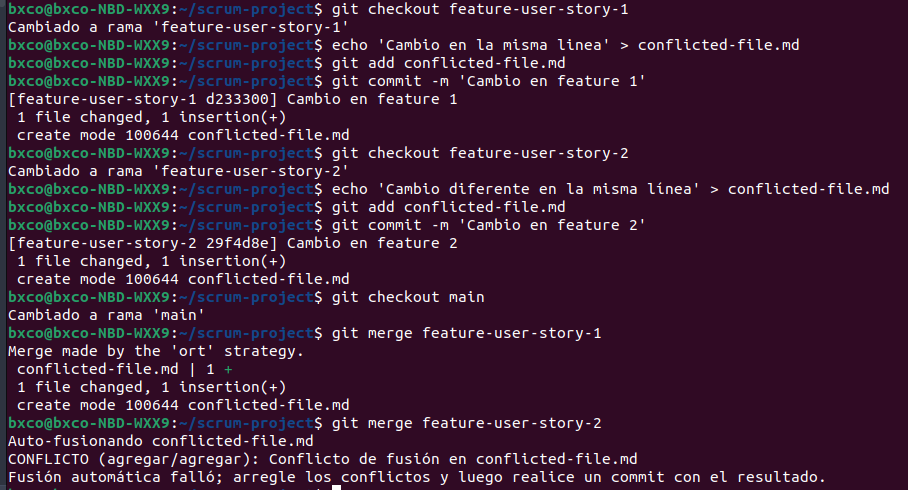 bxco@bxco-NBD-WXX9:~/scrum-project$ git checkout feature-user-story-1
Cambiado a rama 'feature-user-story-1'
bxco@bxco-NBD-WXX9:~/scrum-project$ echo 'Cambio en la misma linea' > conflicted-file.md
bxco@bxco-NBD-WXX9:~/scrum-project$ git add conflicted-file.md
bxco@bxco-NBD-WXX9:~/scrum-project$ git commit -m 'Cambio en feature 1'
[feature-user-story-1 d233300] Cambio en feature 1
 1 file changed, 1 insertion(+)
 create mode 100644 conflicted-file.md
bxco@bxco-NBD-WXX9:~/scrum-project$ git checkout feature-user-story-2
Cambiado a rama 'feature-user-story-2'
bxco@bxco-NBD-WXX9:~/scrum-project$ echo 'Cambio diferente en la misma línea' > conflicted-file.md
bxco@bxco-NBD-WXX9:~/scrum-project$ git add conflicted-file.md
bxco@bxco-NBD-WXX9:~/scrum-project$ git commit -m 'Cambio en feature 2'
[feature-user-story-2 29f4d8e] Cambio en feature 2
 1 file changed, 1 insertion(+)
 create mode 100644 conflicted-file.md
bxco@bxco-NBD-WXX9:~/scrum-project$ git checkout main
Cambiado a rama 'main'
bxco@bxco-NBD-WXX9:~/scrum-project$ git merge feature-user-story-1
Merge made by the 'ort' strategy.
 conflicted-file.md | 1 +
 1 file changed, 1 insertion(+)
 create mode 100644 conflicted-file.md
bxco@bxco-NBD-WXX9:~/scrum-project$ git merge feature-user-story-2
Auto-fusionando conflicted-file.md
CONFLICTO (agregar/agregar): Conflicto de fusión en conflicted-file.md
Fusión automática falló; arregle los conflictos y luego realice un commit con el resultado.